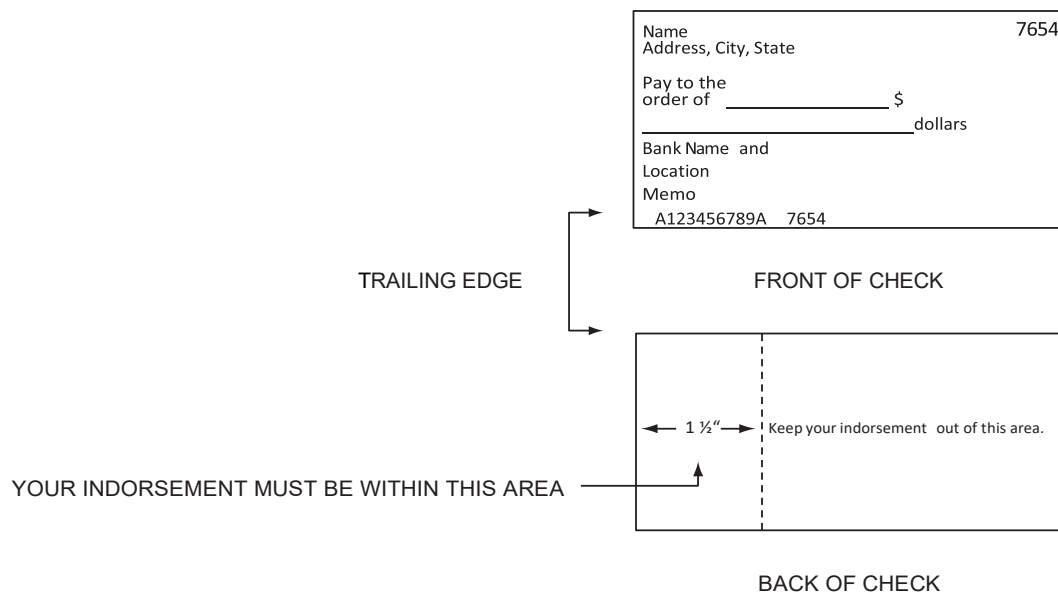 Name 7654
Address, City, State
Pay to the
order of $
dollars
Bank Name and
Location
Memo
A123456789A 7654
TRAILING EDGE
FRONT OF CHECK
1 ½“
Keep your indorsement out of this area.
YOUR INDORSEMENT MUST BE WITHIN THIS AREA
BACK OF CHECK